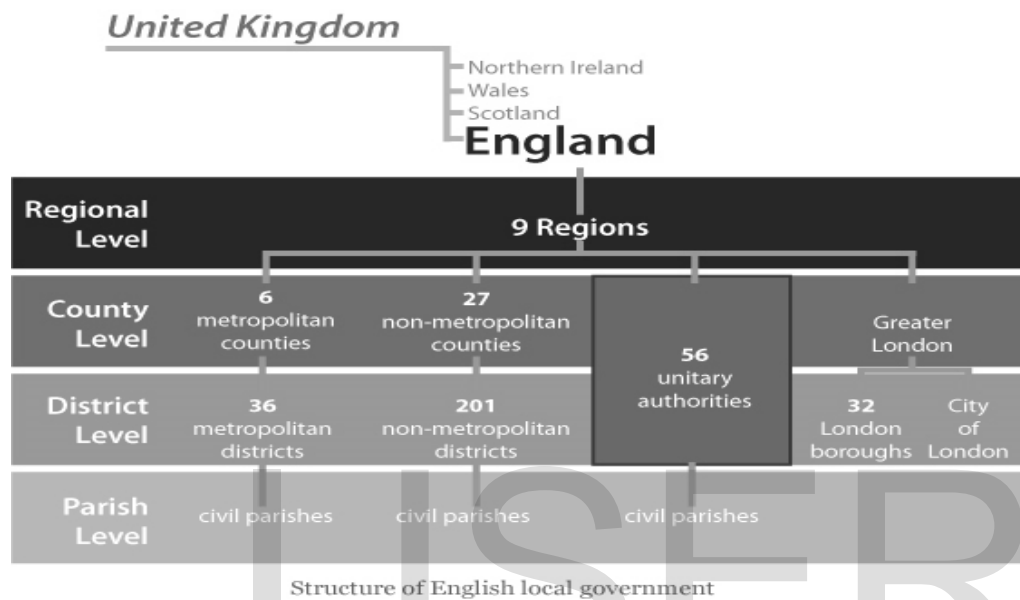 United Kingdom
Northern Ireland
Wales
Scotland
England
Regional
Level
9 Regions
County
Level
6
metropolitan
counties
27
non-metropolitan
counties
56
unitary
authorities
Greater
London
District
Level
36
metropolitan
districts
201
non-metropolitan
districts
32
London
boroughs
City
of
London
Parish
Level
civil parishes
civil parishes
civil parishes
Structure of English local government